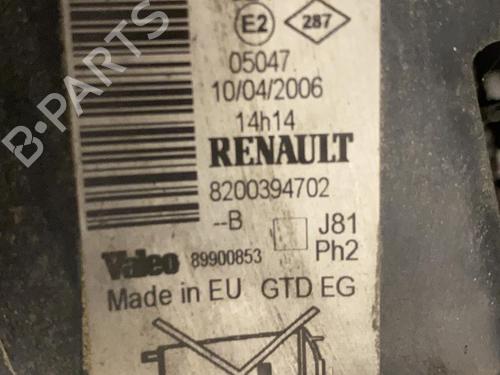 B-PARTS
E2 287
05047
10/04/2006
14h14
RENAULT
8200394702
--B J81
Valeo 89900853 Ph2
Made in EU GTD EG